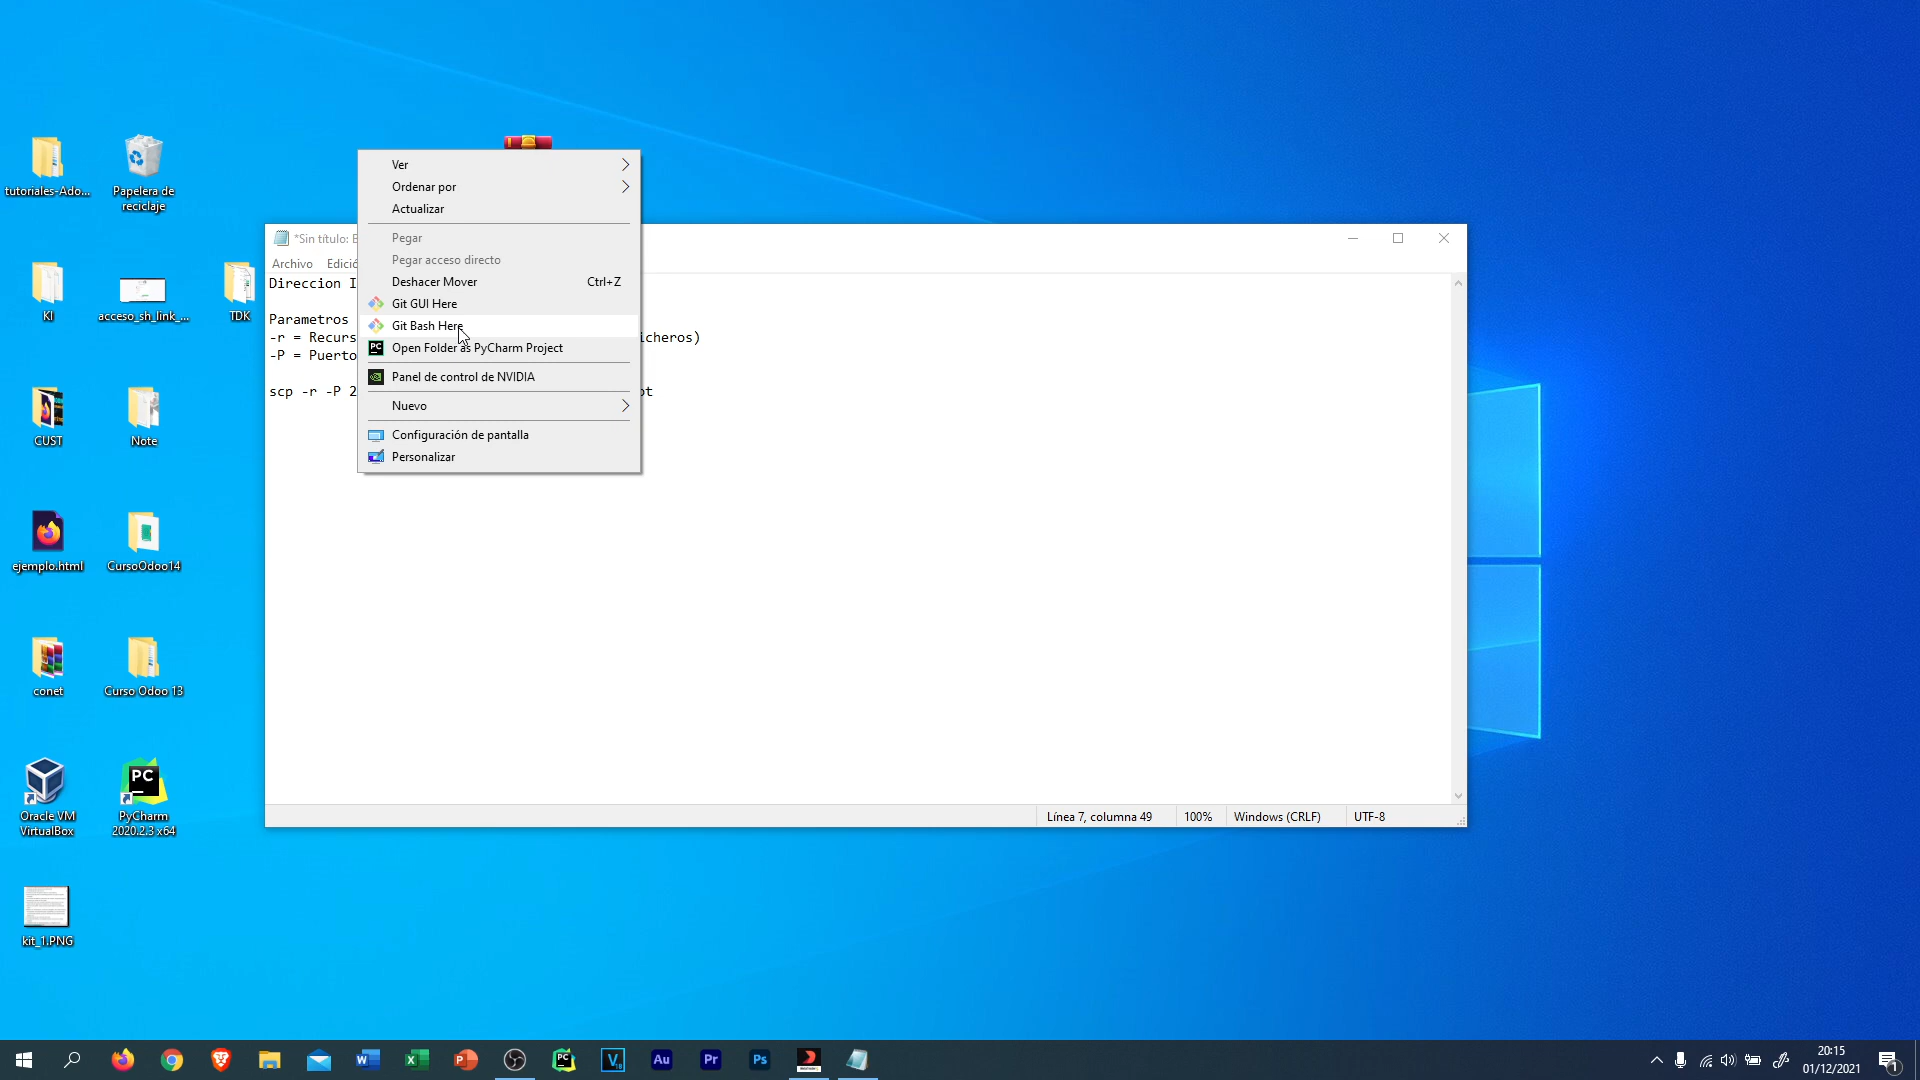 tutoriales-Ado...
Papelera de
reciclaje
KI
acceso_sh_link_...
TDK
CUST
Note
ejemplo.html
CursoOdoo14
conet
Curso Odoo 13
Oracle VM
VirtualBox
PyCharm
2020.2.3 x64
kit_1.PNG
*Sin título: B
Archivo Edició
Direccion I
Parametros
-r = Recurs icheros)
-P = Puerto
scp -r -P 2 pt
Ver
Ordenar por
Actualizar
Pegar
Pegar acceso directo
Deshacer Mover Ctrl+Z
Git GUI Here
Git Bash Here
Open Folder as PyCharm Project
Panel de control de NVIDIA
Nuevo
Configuración de pantalla
Personalizar
Línea 7, columna 49 100% Windows (CRLF) UTF-8
20:15
01/12/2021